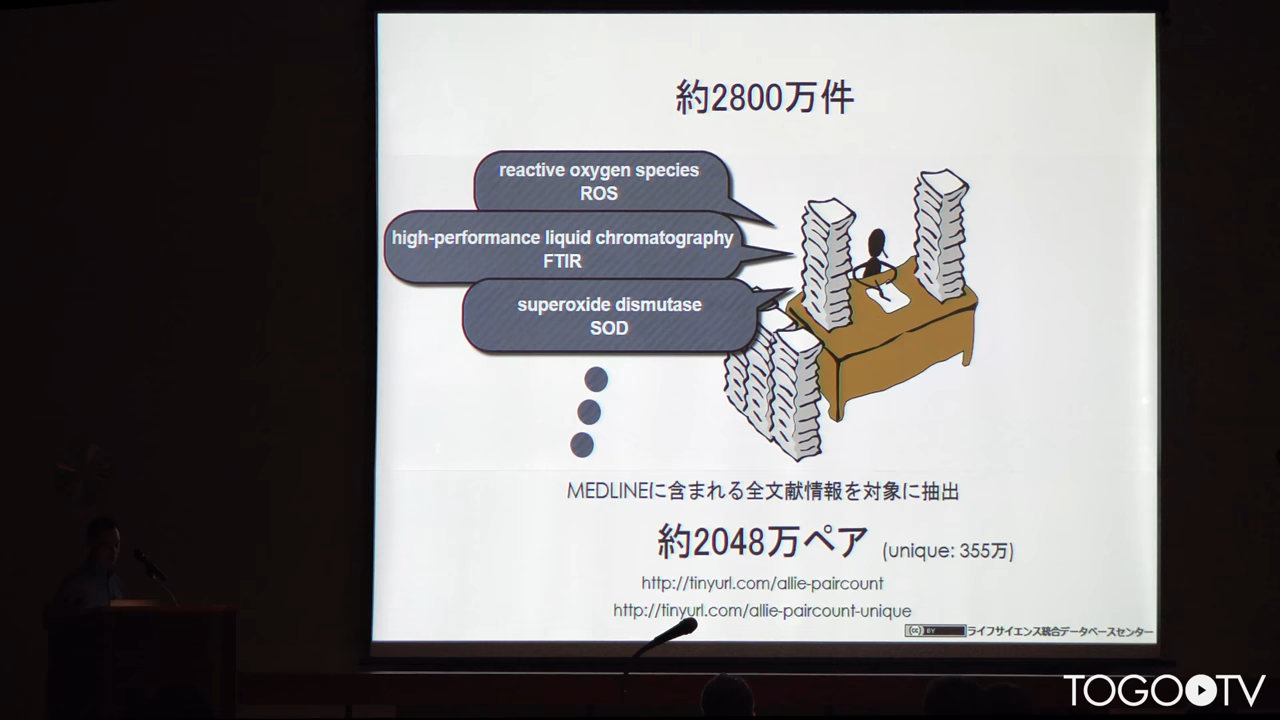 約2800万件
reactive oxygen species
ROS
high-performance liquid chromatography
FTIR
superoxide dismutase
SOD
MEDLINEに含まれる全文献情報を対象に抽出
約2048万ペア (unique: 355万)
http://tinyurl.com/allie-paircount
http://tinyurl.com/allie-paircount-unique
(cc) BY ライフサイエンス統合データベースセンター
TOGOTV